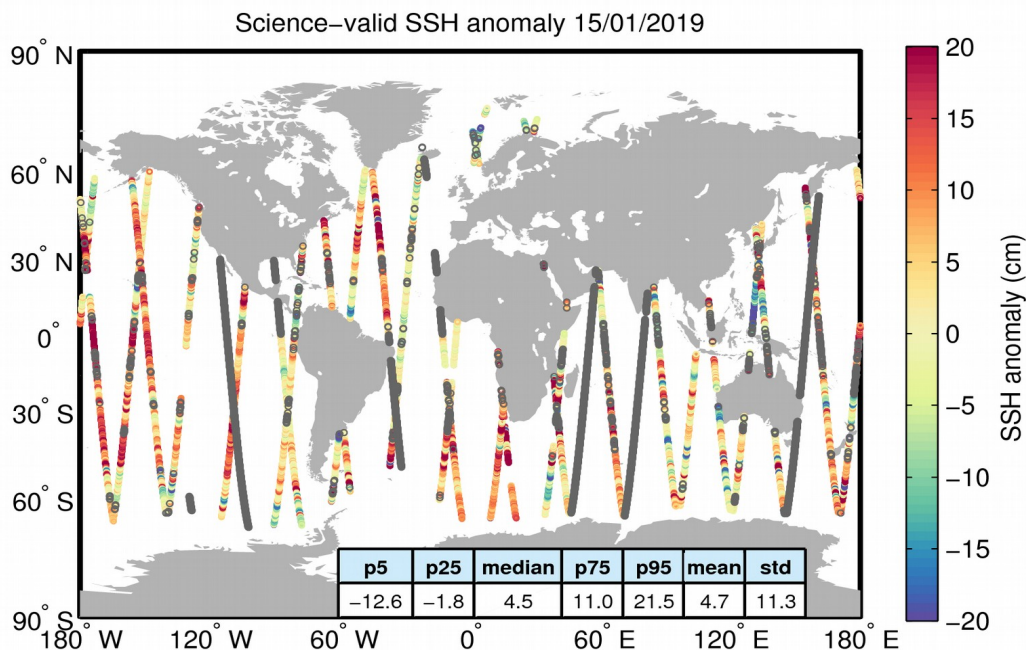 Science−valid SSH anomaly 15/01/2019
90° N
60° N
30° N
0°
30° S
60° S
90° S
180° W
120° W
60° W
0°
60° E
120° E
180° E
p5 p25 median p75 p95 mean std
−12.6 −1.8 4.5 11.0 21.5 4.7 11.3
20
15
10
5
0
−5
−10
−15
−20
SSH anomaly (cm)